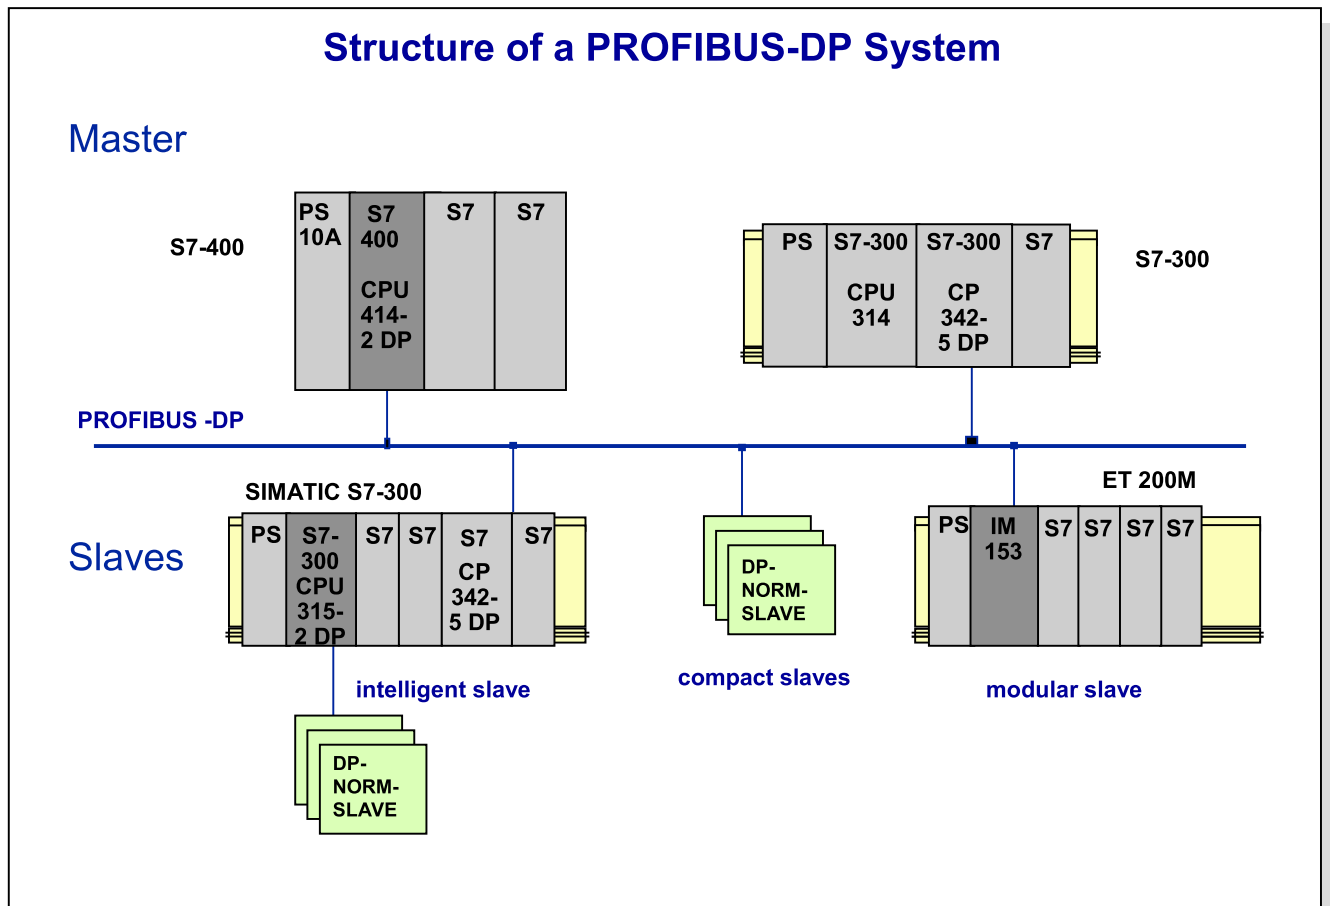 Structure of a PROFIBUS-DP System
Master
S7-400
PS
10A
S7
400
CPU
414-
2 DP
S7
S7
PS
S7-300
CPU
314
S7-300
CP
342-
5 DP
S7
S7-300
PROFIBUS -DP
SIMATIC S7-300
ET 200M
Slaves
PS
S7-
300
CPU
315-
2 DP
S7
S7
S7
CP
342-
5 DP
S7
DP-
NORM-
SLAVE
PS
IM
153
S7
S7
S7
S7
intelligent slave
compact slaves
modular slave
DP-
NORM-
SLAVE